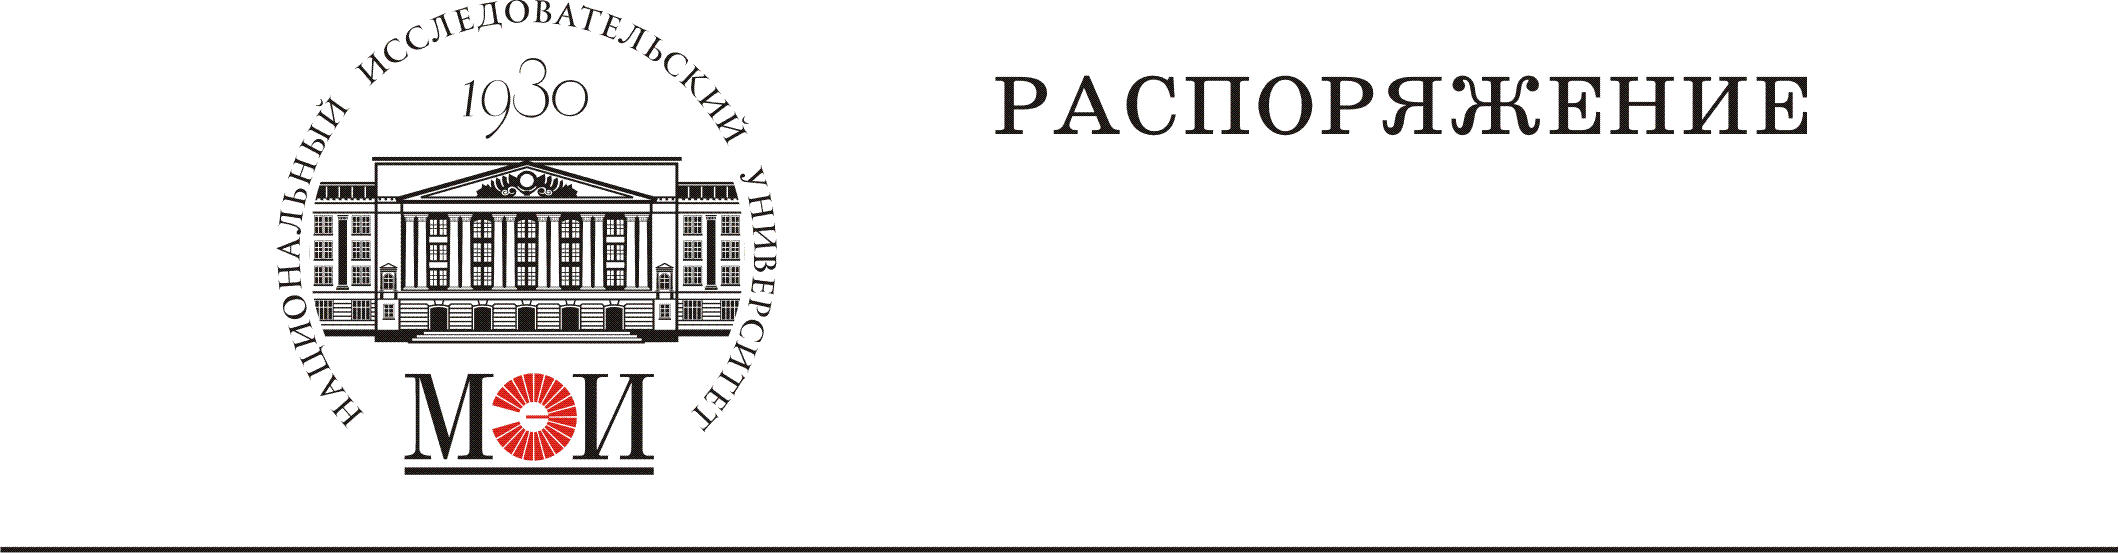 НАЦИОНАЛЬНЫЙ ИССЛЕДОВАТЕЛЬСКИЙ УНИВЕРСИТЕТ
1930
МЭИ
РАСПОРЯЖЕНИЕ